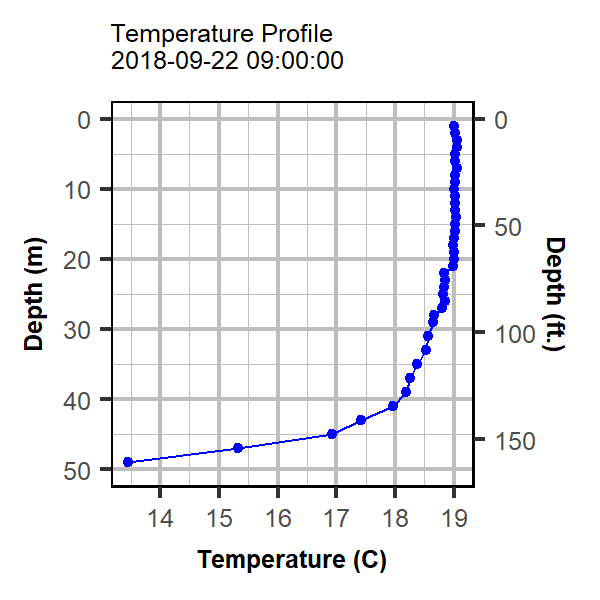 Temperature Profile
2018-09-22 09:00:00
0
10
20
30
40
50
Depth (m)
0
50
100
150
Depth (ft.)
14 15 16 17 18 19
Temperature (C)